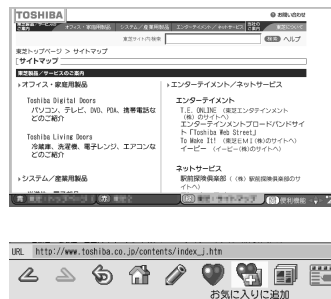 TOSHIBA
お問い合わせ
オフィス・家庭用製品 システム/産業用製品 エンターテイメント/ネットサービス
東芝サイト内検索 検索 ヘルプ
東芝トップページ > サイトマップ
[サイトマップ
東芝製品/サービスのご案内
オフィス・家庭用製品
Toshiba Digital Doors
パソコン、テレビ、DVD、PDA、携帯電話な
どのご紹介
Toshiba Living Doors
冷蔵庫、洗濯機、電子レンジ、エアコンな
どのご紹介
システム/産業用製品
エンターテイメント/ネットサービス
エンターテイメント
T.E. ONLINE (東芝エンタテインメント
(株)のサイトへ)
エンターテインメントブロードバンドサイ
ト「Toshiba Web Street」
To Make It! (東芝EMI(株)のサイトへ)
イービー (イービー(株)のサイトへ)
ネットサービス
駅前探険倶楽部 ((株) 駅前探険倶楽部のサ
イトへ)
東芝:サイトマップ
便利機能
URL http://www.toshiba.co.jp/contents/index_j.htm
お気に入りに追加